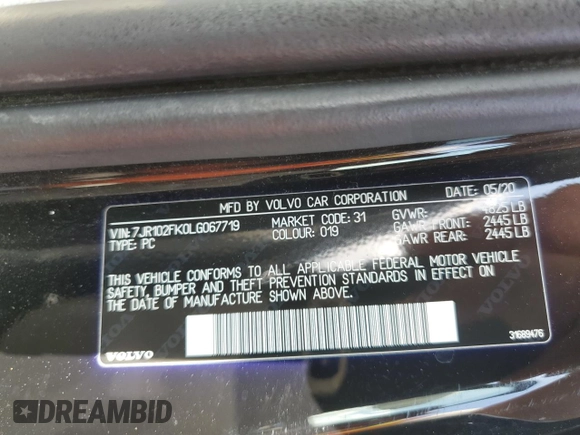 MFD BY VOLVO CAR CORPORATION DATE: 05/20
VIN: 7JR102FK0LG067719 MARKET CODE: 31 GVWR: 4825 LB
TYPE: PC COLOUR: 019 GAWR FRONT: 2445 LB
GAWR REAR: 2445 LB
THIS VEHICLE CONFORMS TO ALL APPLICABLE FEDERAL MOTOR VEHICLE
SAFETY, BUMPER, AND THEFT PREVENTION STANDARDS IN EFFECT ON
THE DATE OF MANUFACTURE SHOWN ABOVE.
31689476
VOLVO
DREAMBID